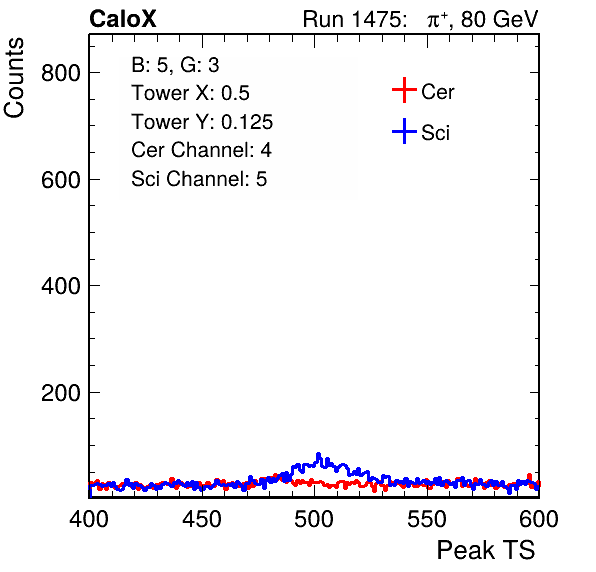 CaloX Run 1475: π+, 80 GeV
Counts
B: 5, G: 3
Tower X: 0.5
Tower Y: 0.125
Cer Channel: 4
Sci Channel: 5
Cer
Sci
800
600
400
200
400 450 500 550 600
Peak TS